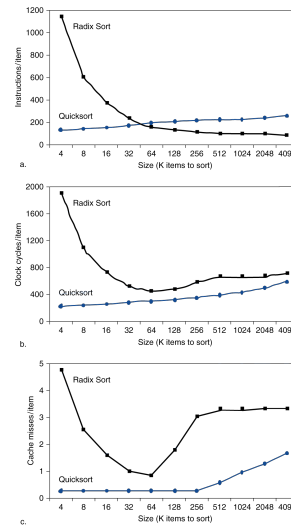 1200
1000
800
600
400
200
0
Instructions/item
Radix Sort
Quicksort
4 8 16 32 64 128 256 512 1024 2048 409
Size (K items to sort)
a.
2000
1600
1200
800
400
0
Clock cycles/item
Radix Sort
Quicksort
4 8 16 32 64 128 256 512 1024 2048 409
Size (K items to sort)
b.
5
4
3
2
1
0
Cache misses/item
Radix Sort
Quicksort
4 8 16 32 64 128 256 512 1024 2048 409
Size (K items to sort)
c.